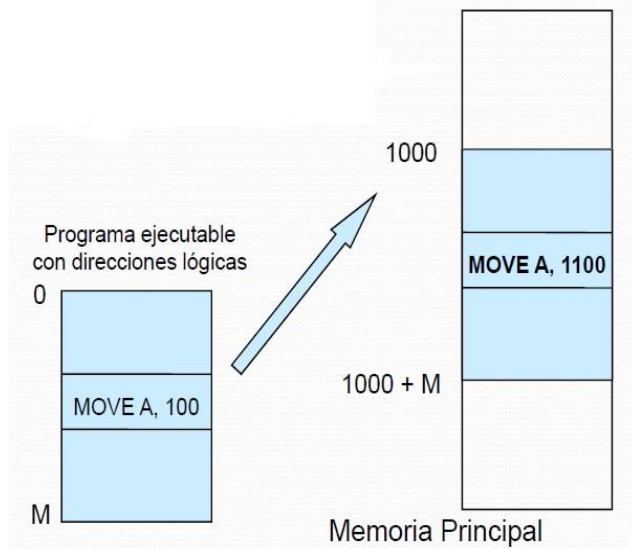 1000
Programa ejecutable
con direcciones lógicas
0
MOVE A, 1100
MOVE A, 100
1000 + M
M
Memoria Principal